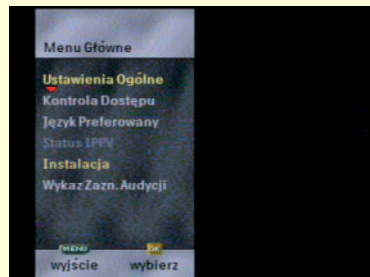 Menu Główne
Ustawienia Ogólne
Kontrola Dostępu
Język Preferowany
Status IPPV
Instalacja
Wykaz Zazn. Audycji
MENU OK
wyjście wybierz